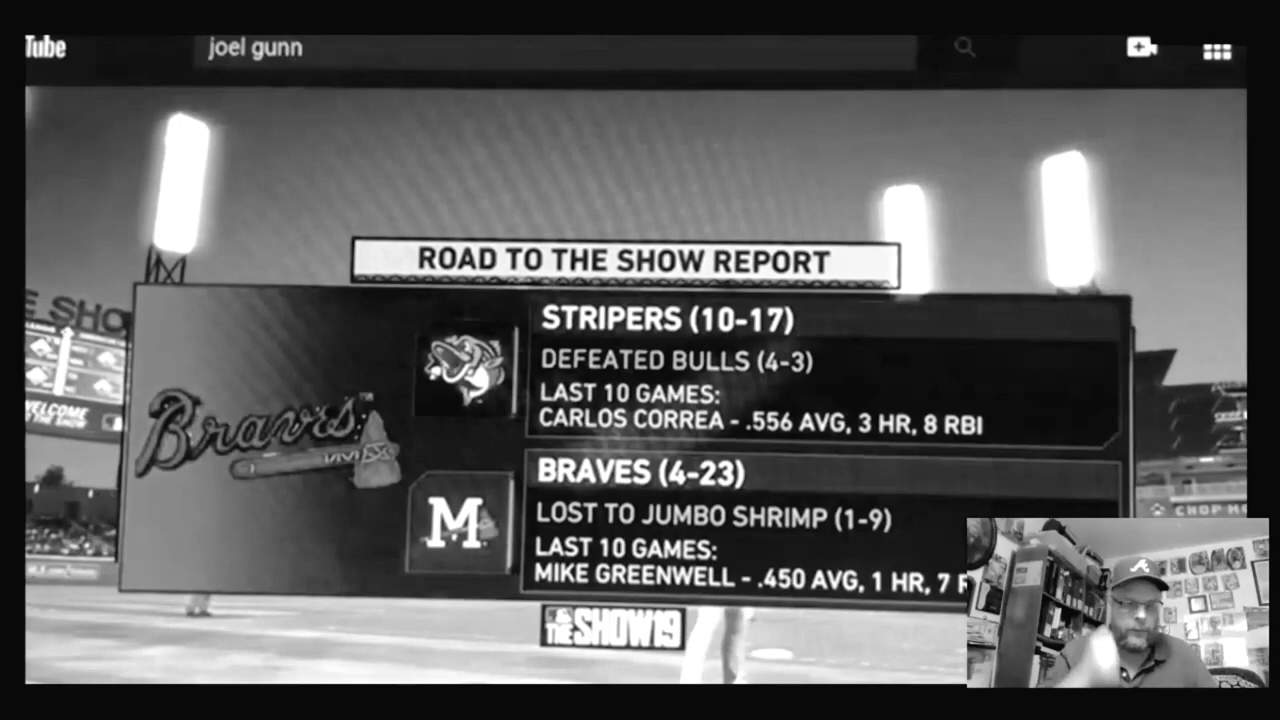 Tube
joel gunn
ROAD TO THE SHOW REPORT
STRIPERS (10-17)
DEFEATED BULLS (4-3)
LAST 10 GAMES:
CARLOS CORREA - .556 AVG, 3 HR, 8 RBI
Braves
BRAVES (4-23)
M
LOST TO JUMBO SHRIMP (1-9)
LAST 10 GAMES:
MIKE GREENWELL - .450 AVG, 1 HR, 7 R
E SHO
WELCOME
CHOP
A
THE SHOW19